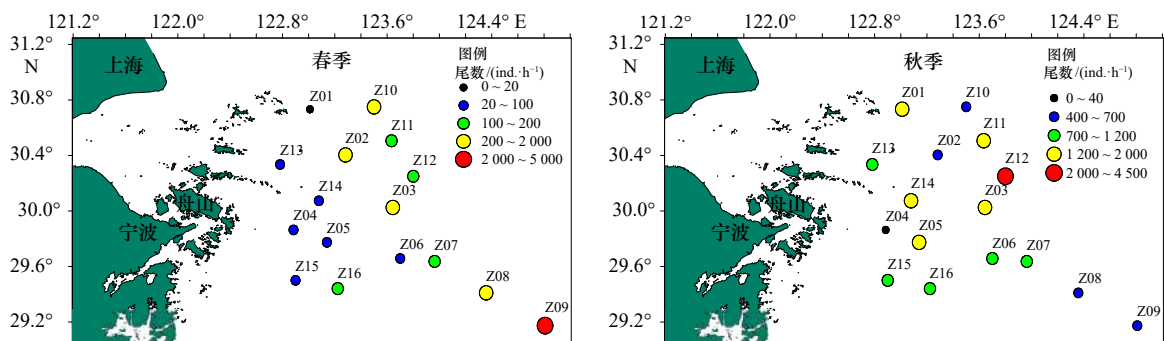 121.2° 122.0° 122.8° 123.6° 124.4° E
31.2°
N
30.8°
30.4°
30.0°
29.6°
29.2°
上海
舟山
宁波
春季
图例
尾数/(ind.·h⁻¹)
0~20
20~100
100~200
200~2 000
2 000~5 000
Z01
Z10
Z02
Z11
Z13
Z12
Z14
Z03
Z04
Z05
Z06
Z07
Z15
Z16
Z08
Z09
121.2° 122.0° 122.8° 123.6° 124.4° E
31.2°
N
30.8°
30.4°
30.0°
29.6°
29.2°
上海
舟山
宁波
秋季
图例
尾数/(ind.·h⁻¹)
0~40
400~700
700~1 200
1 200~2 000
2 000~4 500
Z01
Z10
Z02
Z11
Z13
Z12
Z14
Z03
Z04
Z05
Z06
Z07
Z15
Z16
Z08
Z09